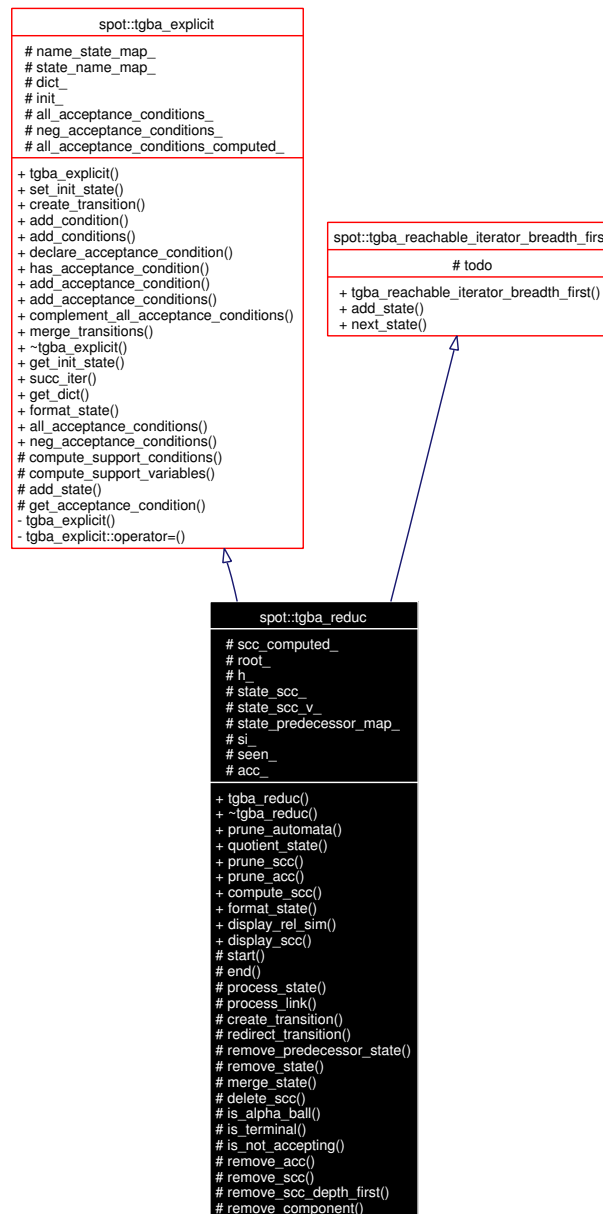 spot::tgba_explicit
# name_state_map_
# state_name_map_
# dict_
# init_
# all_acceptance_conditions_
# neg_acceptance_conditions_
# all_acceptance_conditions_computed_
+ tgba_explicit()
+ set_init_state()
+ create_transition()
+ add_condition()
+ add_conditions()
+ declare_acceptance_condition()
+ has_acceptance_condition()
+ add_acceptance_condition()
+ add_acceptance_conditions()
+ complement_all_acceptance_conditions()
+ merge_transitions()
+ ~tgba_explicit()
+ get_init_state()
+ succ_iter()
+ get_dict()
+ format_state()
+ all_acceptance_conditions()
+ neg_acceptance_conditions()
# compute_support_conditions()
# compute_support_variables()
# add_state()
# get_acceptance_condition()
- tgba_explicit()
- tgba_explicit::operator=()
spot::tgba_reachable_iterator_breadth_firs
# todo
+ tgba_reachable_iterator_breadth_first()
+ add_state()
+ next_state()
spot::tgba_reduc
# scc_computed_
# root_
# h_
# state_scc_
# state_scc_v_
# state_predecessor_map_
# si_
# seen_
# acc_
+ tgba_reduc()
+ ~tgba_reduc()
+ prune_automata()
+ quotient_state()
+ prune_scc()
+ prune_acc()
+ compute_scc()
+ format_state()
+ display_rel_sim()
+ display_scc()
# start()
# end()
# process_state()
# process_link()
# create_transition()
# redirect_transition()
# remove_predecessor_state()
# remove_state()
# merge_state()
# delete_scc()
# is_alpha_ball()
# is_terminal()
# is_not_accepting()
# remove_acc()
# remove_scc()
# remove_scc_depth_first()
# remove_component()